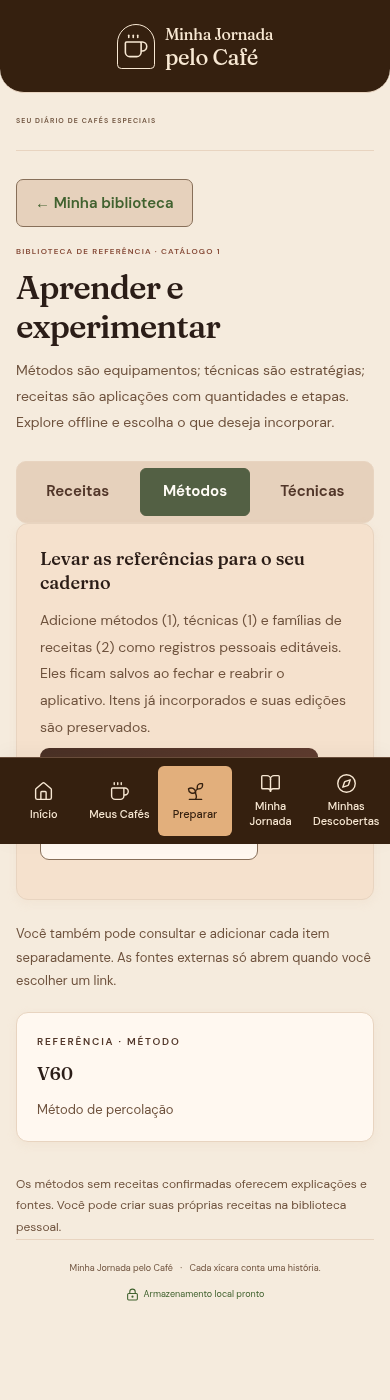 Minha Jornada
pelo Café
SEU DIÁRIO DE CAFÉS ESPECIAIS
← Minha biblioteca
BIBLIOTECA DE REFERÊNCIA · CATÁLOGO 1
Aprender e
experimentar
Métodos são equipamentos; técnicas são estratégias;
receitas são aplicações com quantidades e etapas.
Explore offline e escolha o que deseja incorporar.
Receitas Métodos Técnicas
Levar as referências para o seu
caderno
Adicione métodos (1), técnicas (1) e famílias de
receitas (2) como registros pessoais editáveis.
Eles ficam salvos ao fechar e reabrir o
aplicativo. Itens já incorporados e suas edições
são preservados.
Início Meus Cafés Preparar Minha Jornada Minhas Descobertas
Você também pode consultar e adicionar cada item
separadamente. As fontes externas só abrem quando você
escolher um link.
REFERÊNCIA · MÉTODO
V60
Método de percolação
Os métodos sem receitas confirmadas oferecem explicações e
fontes. Você pode criar suas próprias receitas na biblioteca
pessoal.
Minha Jornada pelo Café · Cada xícara conta uma história.
Armazenamento local pronto